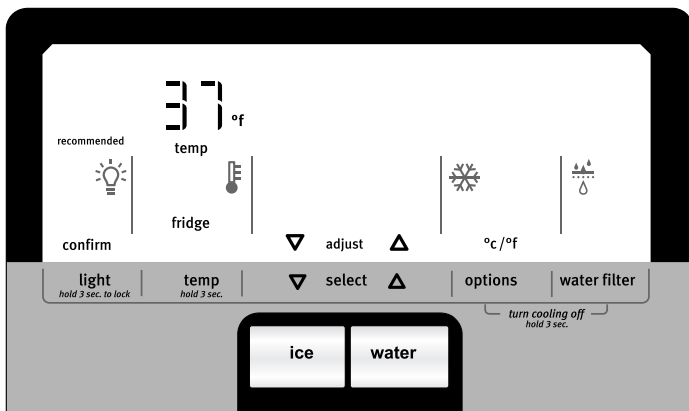 37 °f
recommended
temp
fridge
confirm
adjust
°c/°f
light
temp
select
options
water filter
hold 3 sec. to lock
hold 3 sec.
turn cooling off
hold 3 sec.
ice
water